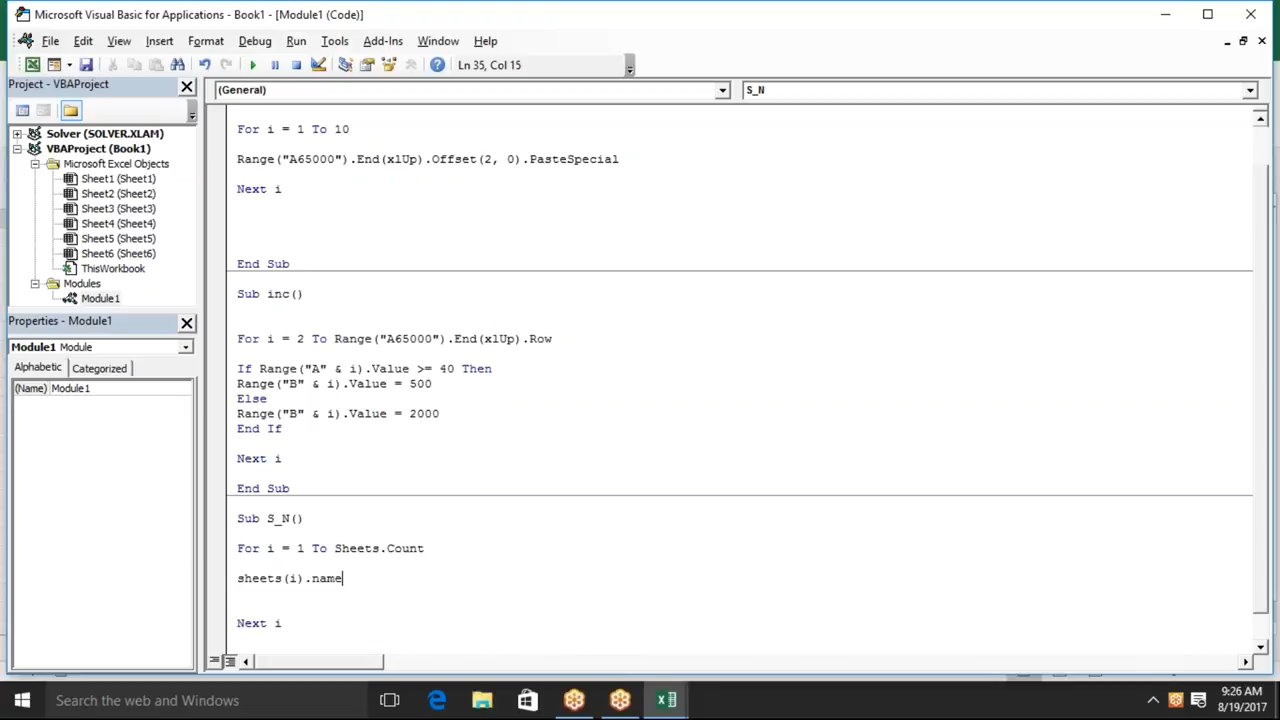 Microsoft Visual Basic for Applications - Book1 - [Module1 (Code)]
File Edit View Insert Format Debug Run Tools Add-Ins Window Help
Ln 35, Col 15
Project - VBAProject
(General)
S_N
Solver (SOLVER.XLAM)
VBAProject (Book1)
Microsoft Excel Objects
Sheet1 (Sheet1)
Sheet2 (Sheet2)
Sheet3 (Sheet3)
Sheet4 (Sheet4)
Sheet5 (Sheet5)
Sheet6 (Sheet6)
ThisWorkbook
Modules
Module1
Properties - Module1
Module1 Module
Alphabetic Categorized
(Name) Module1
For i = 1 To 10
Range("A65000").End(xlUp).Offset(2, 0).PasteSpecial
Next i
End Sub
Sub inc()
For i = 2 To Range("A65000").End(xlUp).Row
If Range("A" & i).Value >= 40 Then
Range("B" & i).Value = 500
Else
Range("B" & i).Value = 2000
End If
Next i
End Sub
Sub S_N()
For i = 1 To Sheets.Count
sheets(i).name
Next i
Search the web and Windows
9:26 AM
8/19/2017